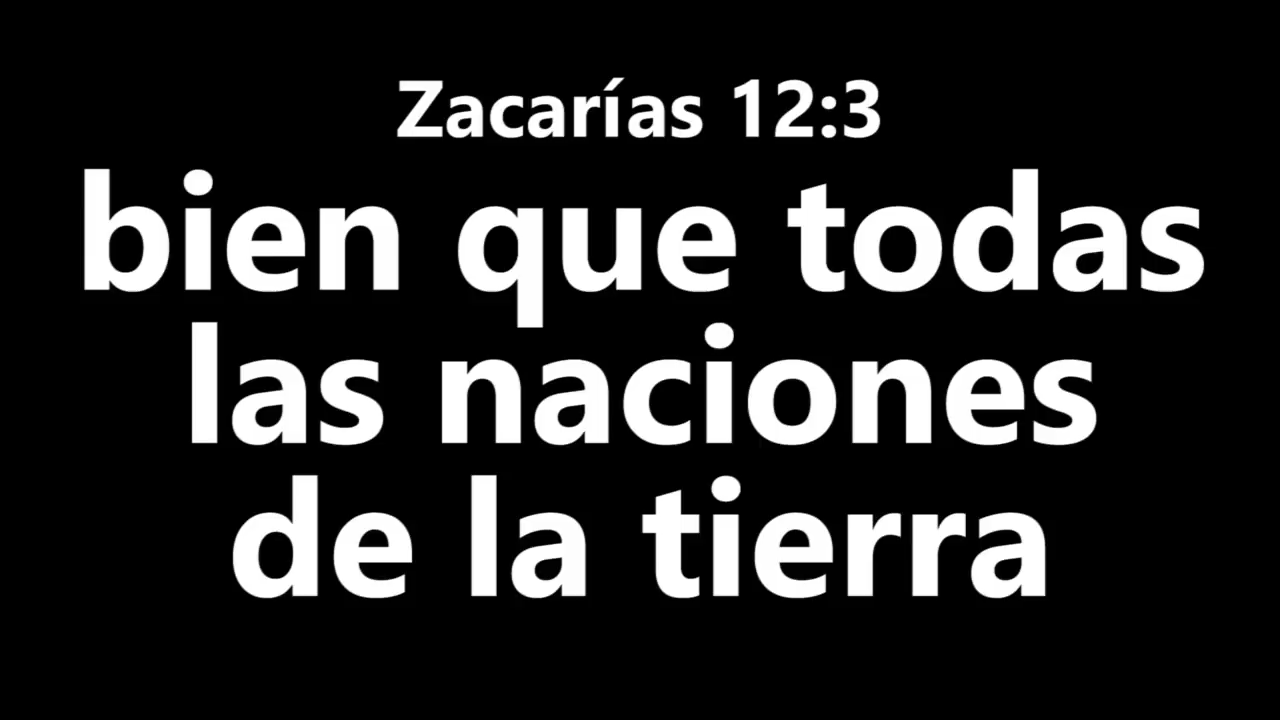 Zacarías 12:3
bien que todas
las naciones
de la tierra